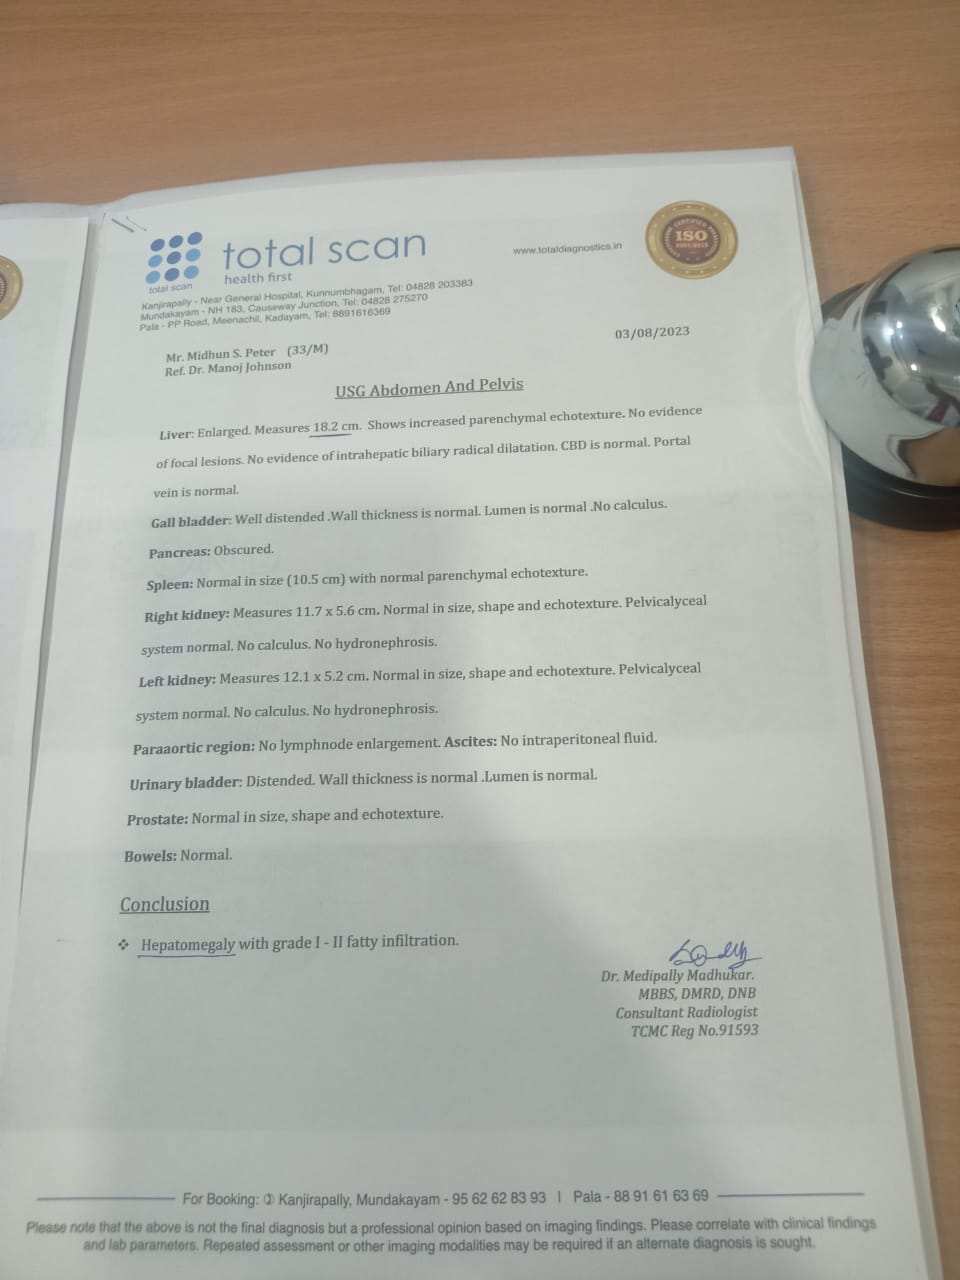 total scan
health first
total scan
www.totaldiagnostics.in
ISO
Kanjirapally - Near General Hospital, Kunnumbhagam, Tel: 04828 203383
Mundakayam - NH 183, Causeway Junction, Tel: 04828 275270
Pala - PP Road, Meenachil, Kadayam, Tel: 8891616369
03/08/2023
Mr. Midhun S. Peter (33/M)
Ref. Dr. Manoj Johnson
USG Abdomen And Pelvis
Liver: Enlarged. Measures 18.2 cm. Shows increased parenchymal echotexture. No evidence
of focal lesions. No evidence of intrahepatic biliary radical dilatation. CBD is normal. Portal
vein is normal.
Gall bladder: Well distended .Wall thickness is normal. Lumen is normal .No calculus.
Pancreas: Obscured.
Spleen: Normal in size (10.5 cm) with normal parenchymal echotexture.
Right kidney: Measures 11.7 x 5.6 cm. Normal in size, shape and echotexture. Pelvicalyceal
system normal. No calculus. No hydronephrosis.
Left kidney: Measures 12.1 x 5.2 cm. Normal in size, shape and echotexture. Pelvicalyceal
system normal. No calculus. No hydronephrosis.
Paraaortic region: No lymphnode enlargement. Ascites: No intraperitoneal fluid.
Urinary bladder: Distended. Wall thickness is normal .Lumen is normal.
Prostate: Normal in size, shape and echotexture.
Bowels: Normal.
Conclusion
❖ Hepatomegaly with grade I - II fatty infiltration.
Dr. Medipally Madhukar.
MBBS, DMRD, DNB
Consultant Radiologist
TCMC Reg No.91593
For Booking: ✆ Kanjirapally, Mundakayam - 95 62 62 83 93 | Pala - 88 91 61 63 69
Please note that the above is not the final diagnosis but a professional opinion based on imaging findings. Please correlate with clinical findings
and lab parameters. Repeated assessment or other imaging modalities may be required if an alternate diagnosis is sought.